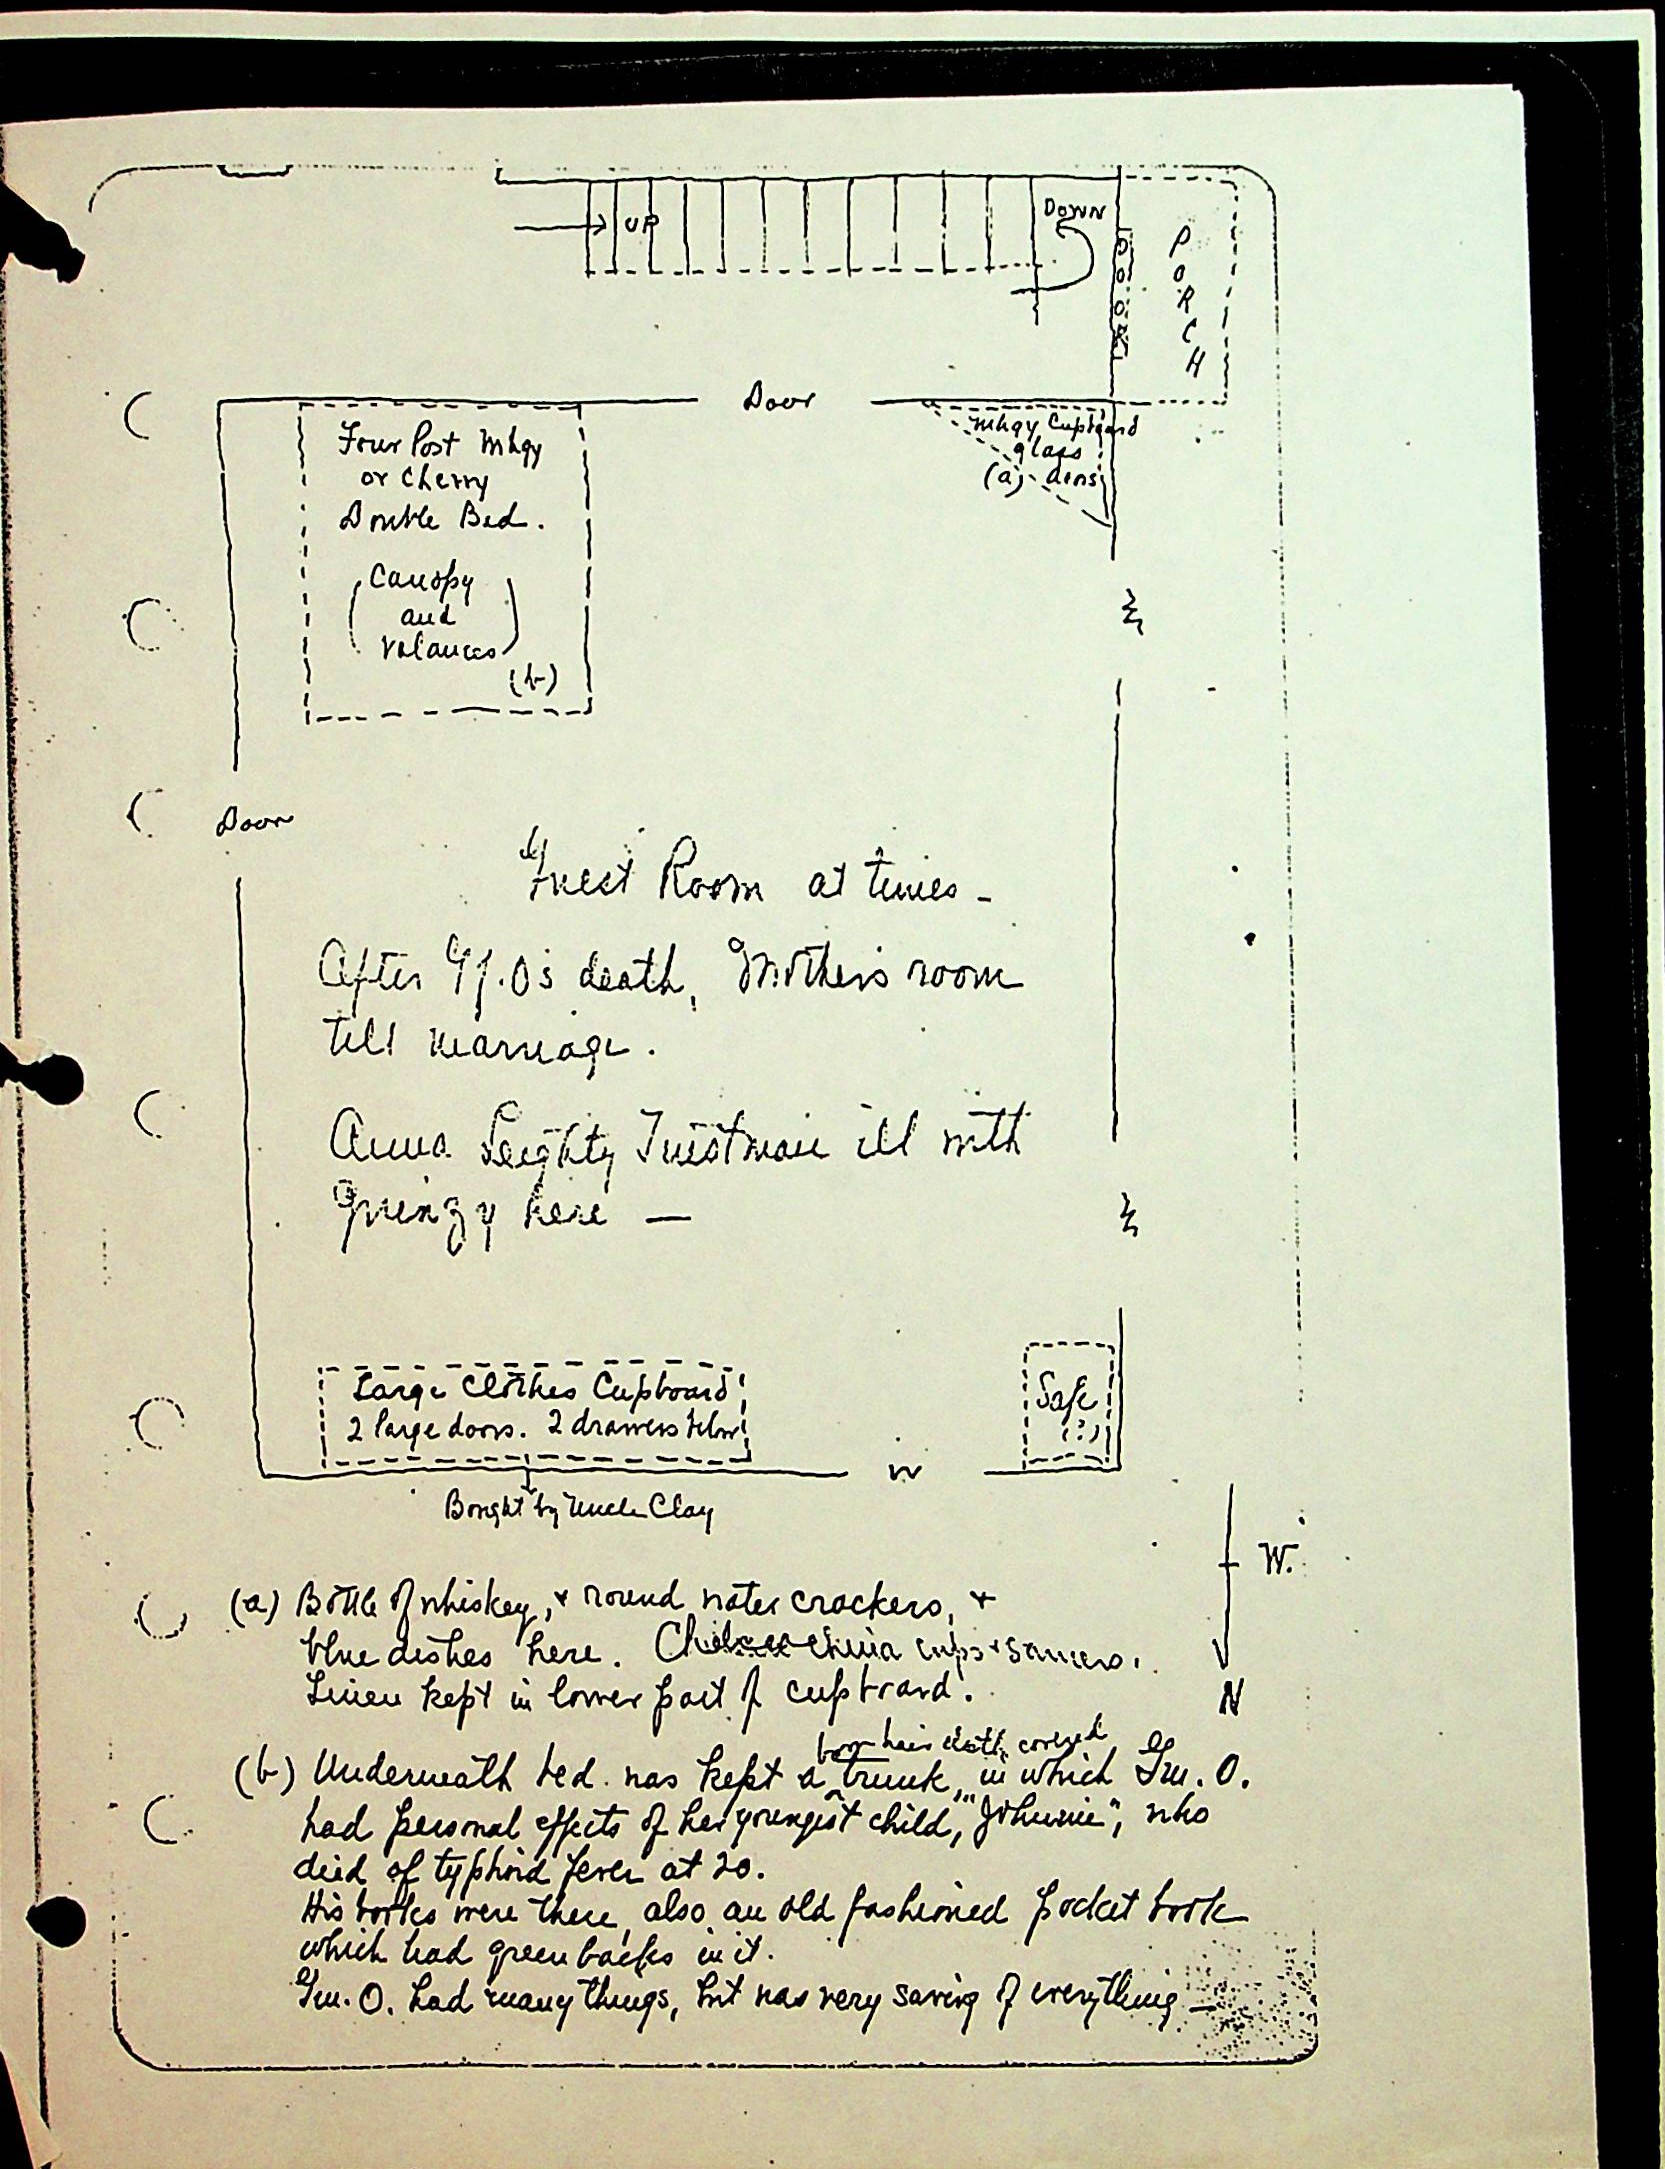 UP
DOWN
DOOR
PORCH
Door
Four Post Mhgy
or Cherry
Double Bed.
(Canopy
and
Valances)
(b)
Mhgy Cupboard
glass
(a) doors
W
Door
Guest Room at times -
After Gf. O's death, Mother's room
till marriage.
Anna Leighty Tustman ill with
quinzy here —
W
Large Clothes Cupboard
2 large doors. 2 drawers below
Safe
(?)
W
Bought by Uncle Clay
W.
N
(a) Bottle of whiskey, & round water crackers, &
blue dishes here. china cups & saucers.
Linen kept in lower part of cupboard.
hair cloth covered
(b) Underneath bed was kept a trunk, in which Gm. O.
had personal effects of her youngest child, "Johnnie", who
died of typhoid fever at 20.
His books were there, also an old fashioned pocket book
which had greenbacks in it.
Gm. O. had many things, but was very saving of everything —